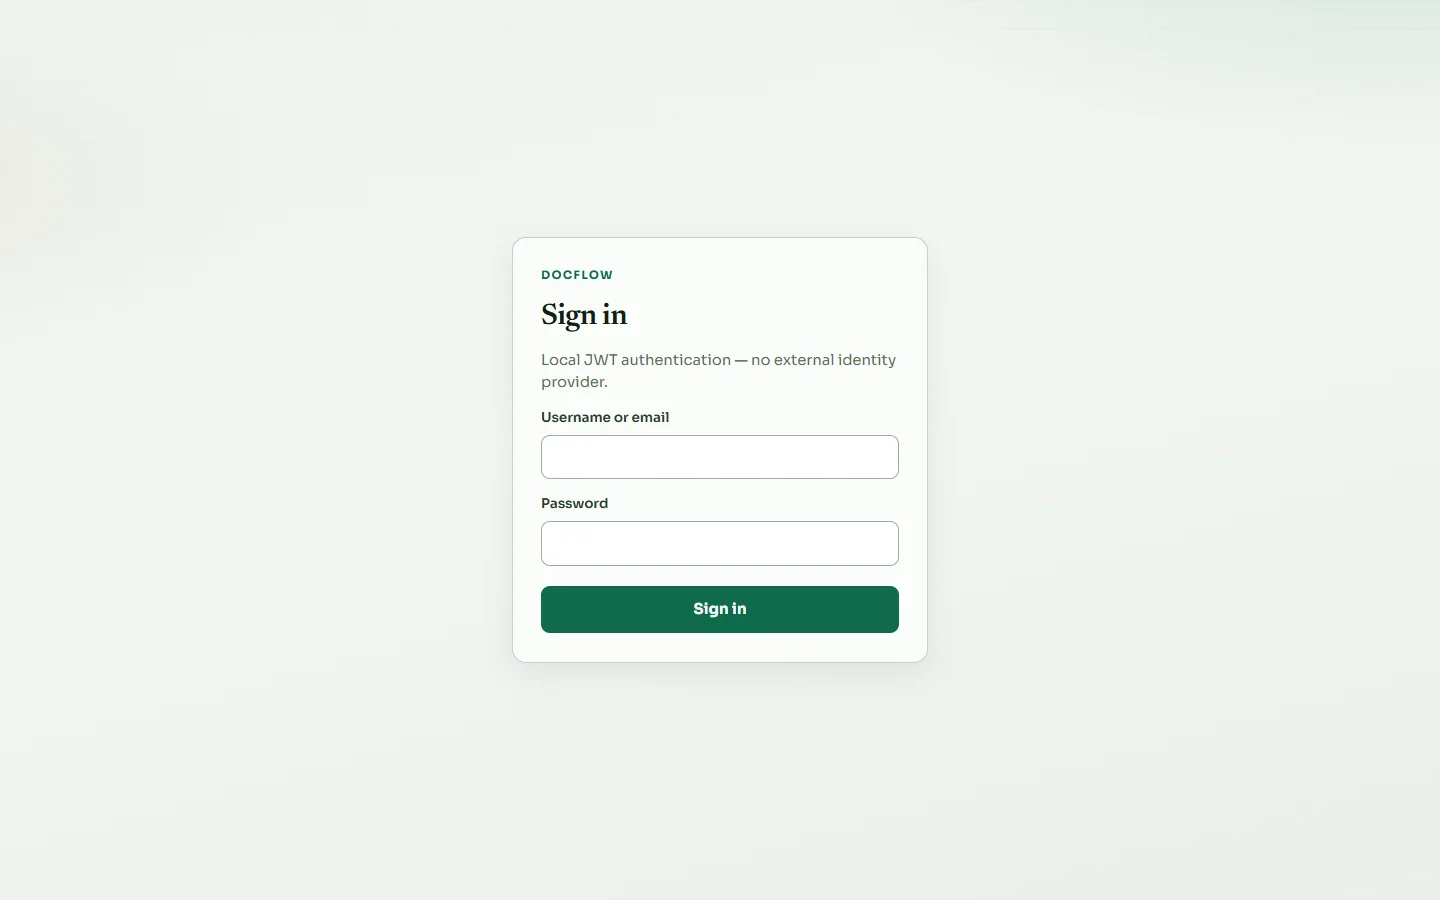 DOCFLOW
Sign in
Local JWT authentication — no external identity
provider.
Username or email
Password
Sign in